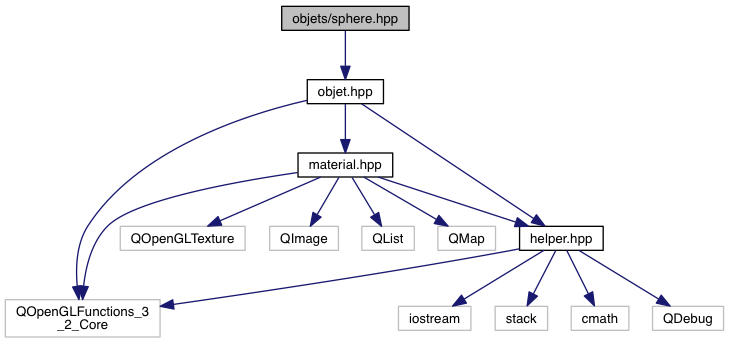 objets/sphere.hpp
objet.hpp
material.hpp
QOpenGLTexture
QImage
QList
QMap
helper.hpp
QOpenGLFunctions_3
_2_Core
iostream
stack
cmath
QDebug